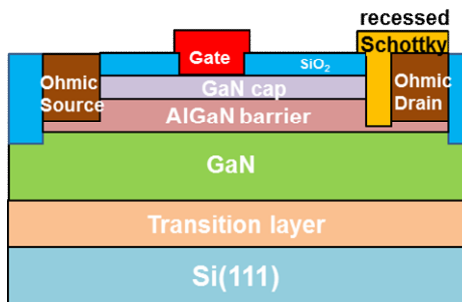 recessed
Schottky
Gate
SiO₂
Ohmic
Source
GaN cap
Ohmic
Drain
AlGaN barrier
GaN
Transition layer
Si(111)